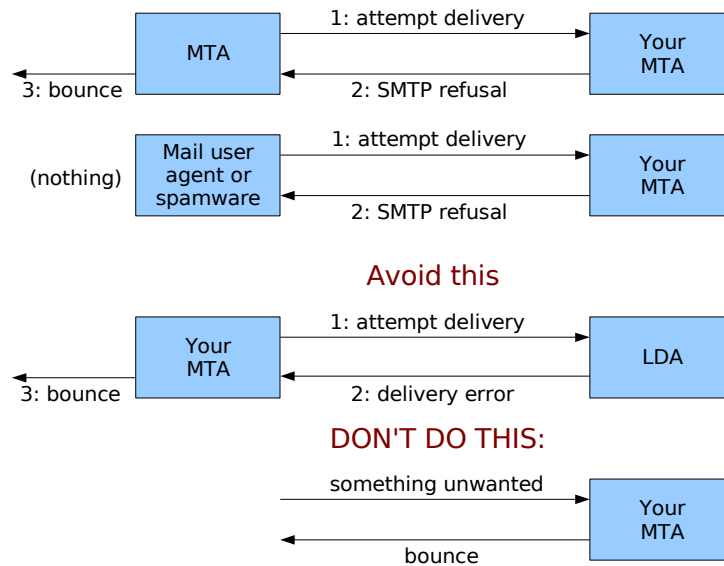 1: attempt delivery
MTA
Your
MTA
3: bounce
2: SMTP refusal
1: attempt delivery
(nothing)
Mail user
agent or
spamware
Your
MTA
2: SMTP refusal
Avoid this
1: attempt delivery
Your
MTA
LDA
3: bounce
2: delivery error
DON'T DO THIS:
something unwanted
Your
MTA
bounce